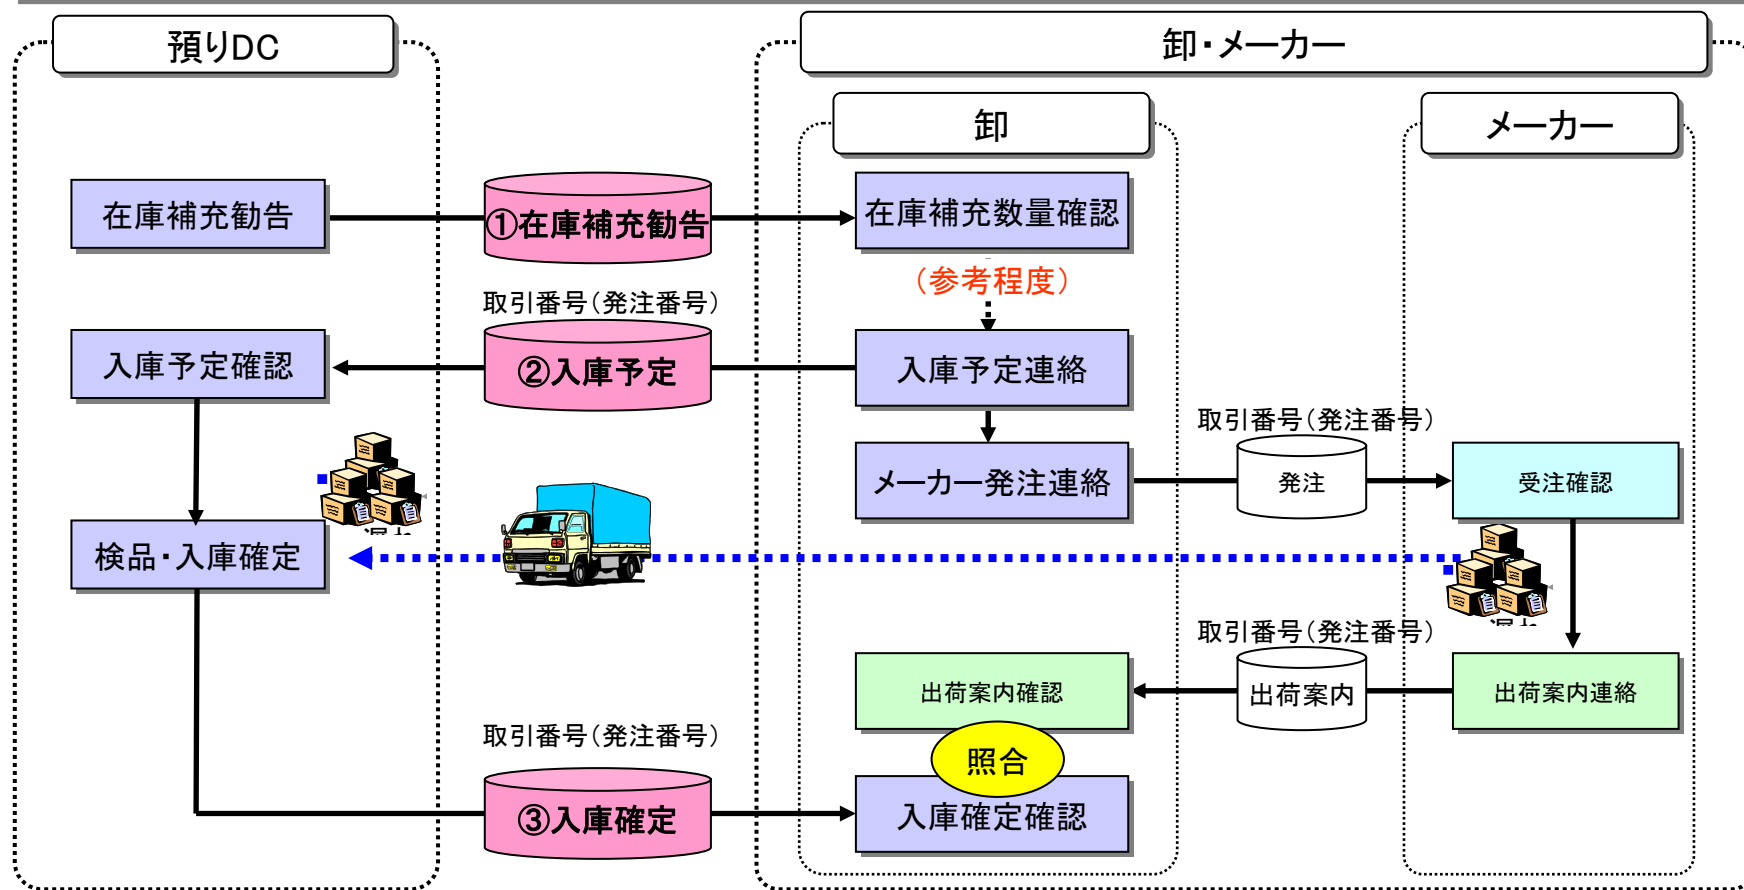 預りDC
卸・メーカー
卸
メーカー
在庫補充勧告
①在庫補充勧告
在庫補充数量確認
(参考程度)
取引番号(発注番号)
入庫予定確認
②入庫予定
入庫予定連絡
取引番号(発注番号)
メーカー発注連絡
発注
受注確認
検品・入庫確定
取引番号(発注番号)
出荷案内確認
出荷案内
出荷案内連絡
取引番号(発注番号)
照合
③入庫確定
入庫確定確認